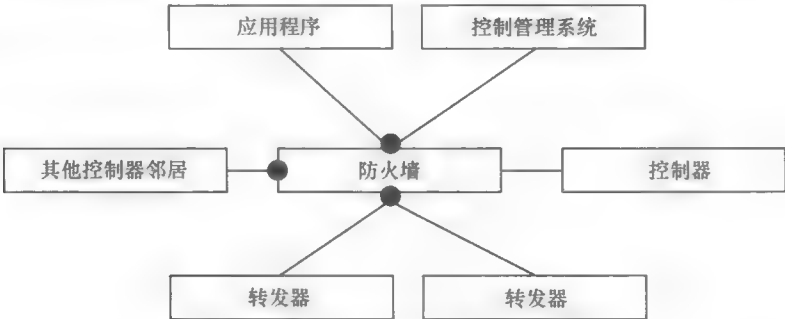 应用程序
控制管理系统
其他控制器邻居
防火墙
控制器
转发器
转发器